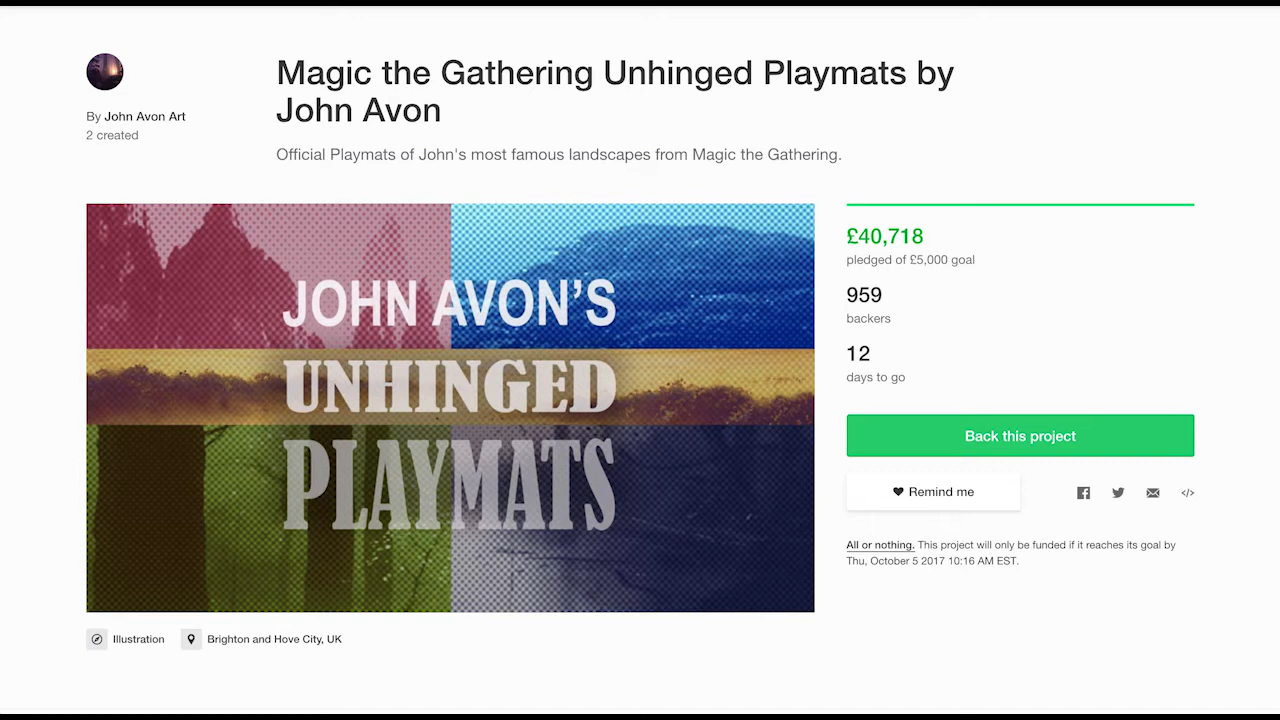 Magic the Gathering Unhinged Playmats by
John Avon
By John Avon Art
2 created
Official Playmats of John's most famous landscapes from Magic the Gathering.
JOHN AVON'S
UNHINGED
PLAYMATS
£40,718
pledged of £5,000 goal
959
backers
12
days to go
Back this project
Remind me
All or nothing. This project will only be funded if it reaches its goal by
Thu, October 5 2017 10:16 AM EST.
Illustration
Brighton and Hove City, UK